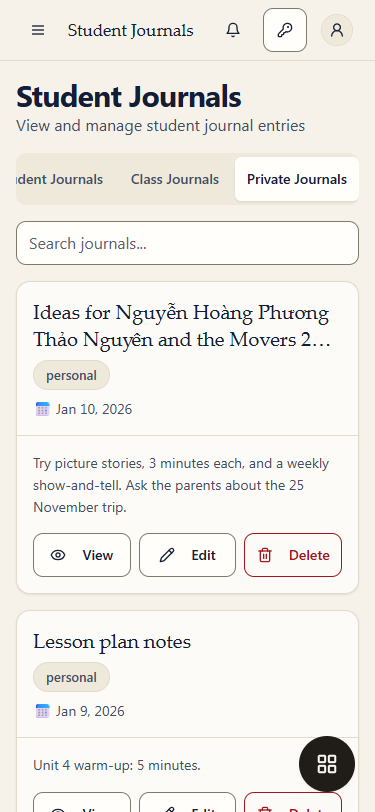 Student Journals
Student Journals
View and manage student journal entries
dent Journals Class Journals Private Journals
Search journals...
Ideas for Nguyễn Hoàng Phương
Thảo Nguyên and the Movers 2...
personal
Jan 10, 2026
Try picture stories, 3 minutes each, and a weekly
show-and-tell. Ask the parents about the 25
November trip.
View Edit Delete
Lesson plan notes
personal
Jan 9, 2026
Unit 4 warm-up: 5 minutes.
View Edit Delete